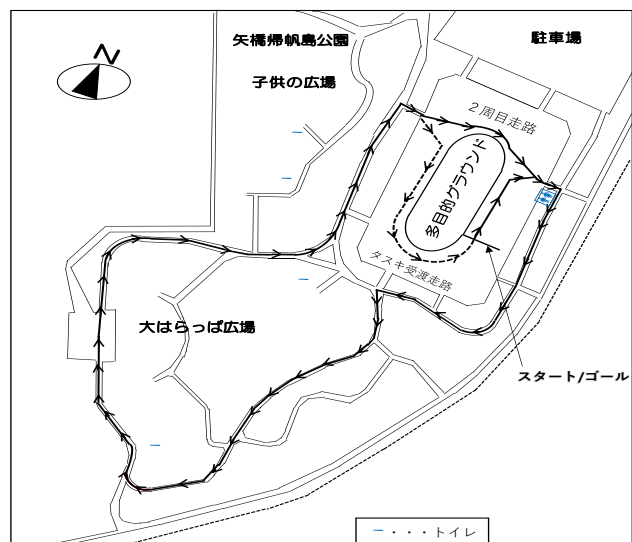 矢橋帰帆島公園
駐車場
子供の広場
２周目走路
多目的グラウンド
タスキ受渡走路
大はらっぱ広場
スタート/ゴール
・・・トイレ
N